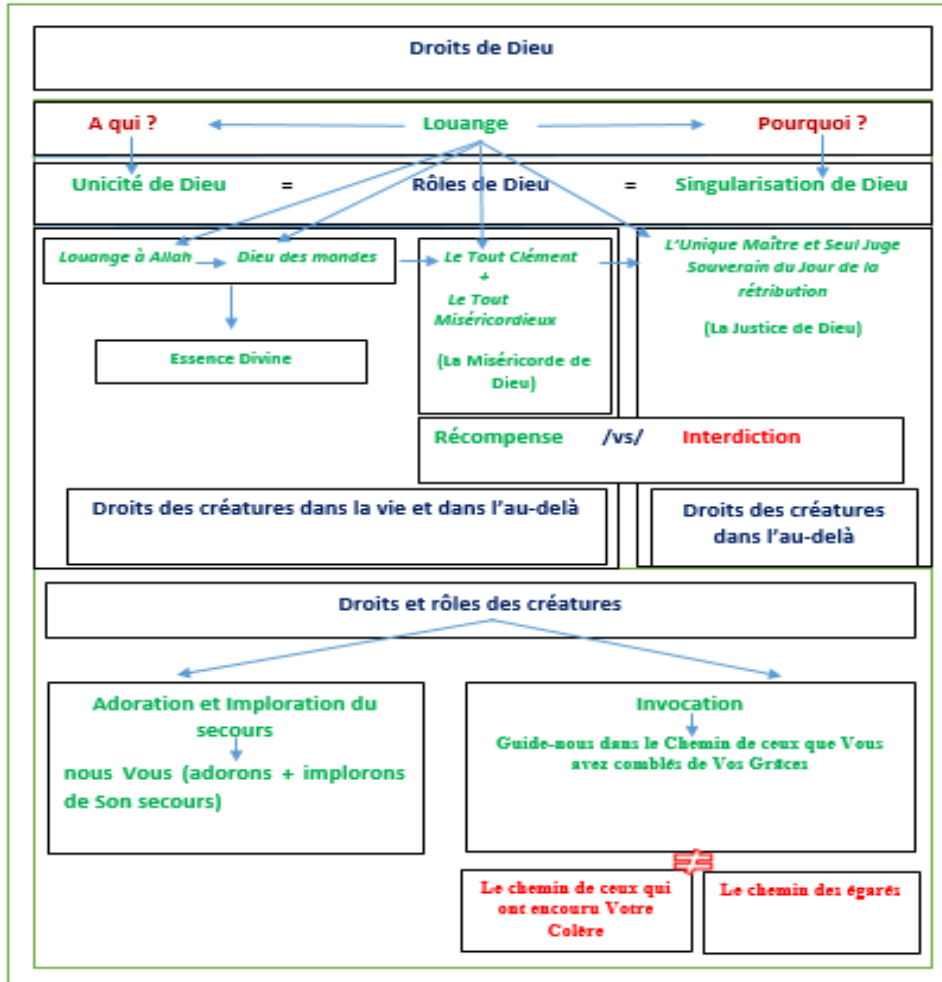 Droits de Dieu
A qui ? Louange Pourquoi ?
Unicité de Dieu = Rôles de Dieu = Singularisation de Dieu
Louange à Allah Dieu des mondes
Essence Divine
Le Tout Clément
+
Le Tout
Miséricordieux
(La Miséricorde de
Dieu)
L'Unique Maître et Seul Juge
Souverain du Jour de la
rétribution
(La Justice de Dieu)
Récompense /vs/ Interdiction
Droits des créatures dans la vie et dans l'au-delà
Droits des créatures
dans l'au-delà
Droits et rôles des créatures
Adoration et Imploration du
secours
nous Vous (adorons + implorons
de Son secours)
Invocation
Guide-nous dans le Chemin de ceux que Vous
avez comblés de Vos Grâces
≠
Le chemin de ceux qui
ont encouru Votre
Colère
Le chemin des égarés